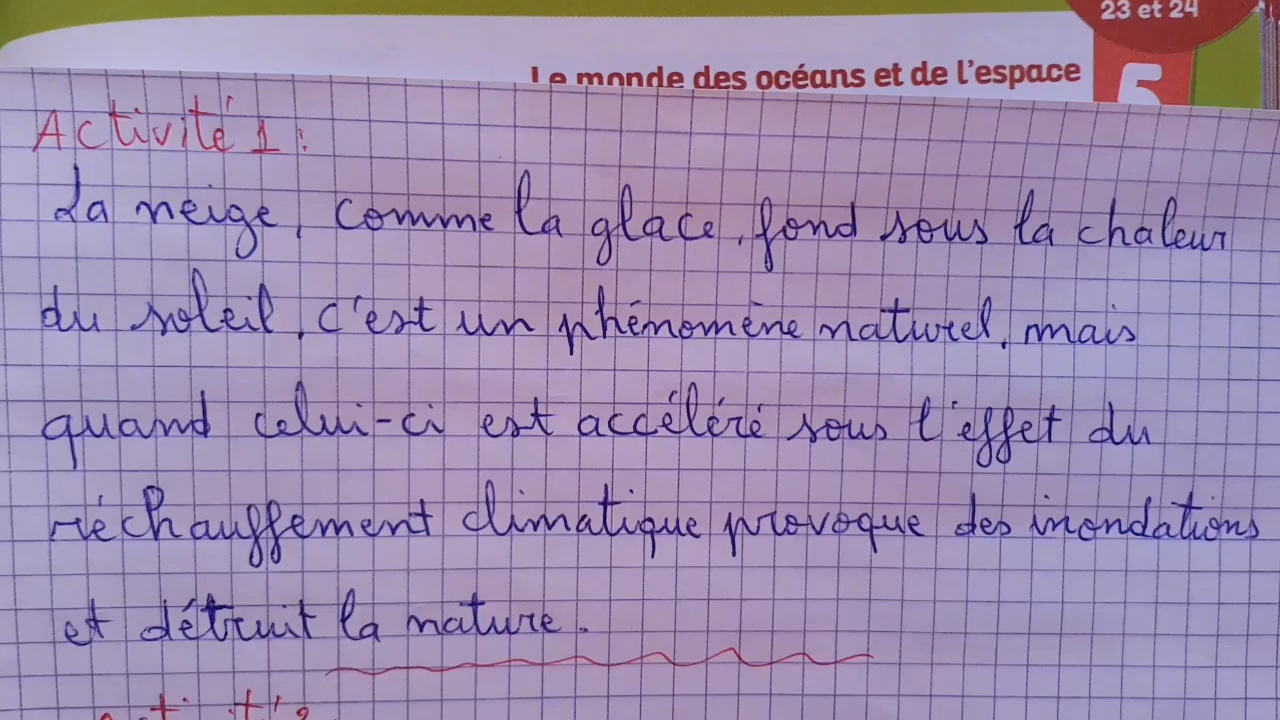 23 et 24
Le monde des océans et de l'espace
5
Activité 1 :
La neige, comme la glace, fond sous la chaleur
du soleil, c'est un phénomène naturel, mais
quand celui-ci est accéléré sous l'effet du
réchauffement climatique provoque des inondations
et détruit la nature.